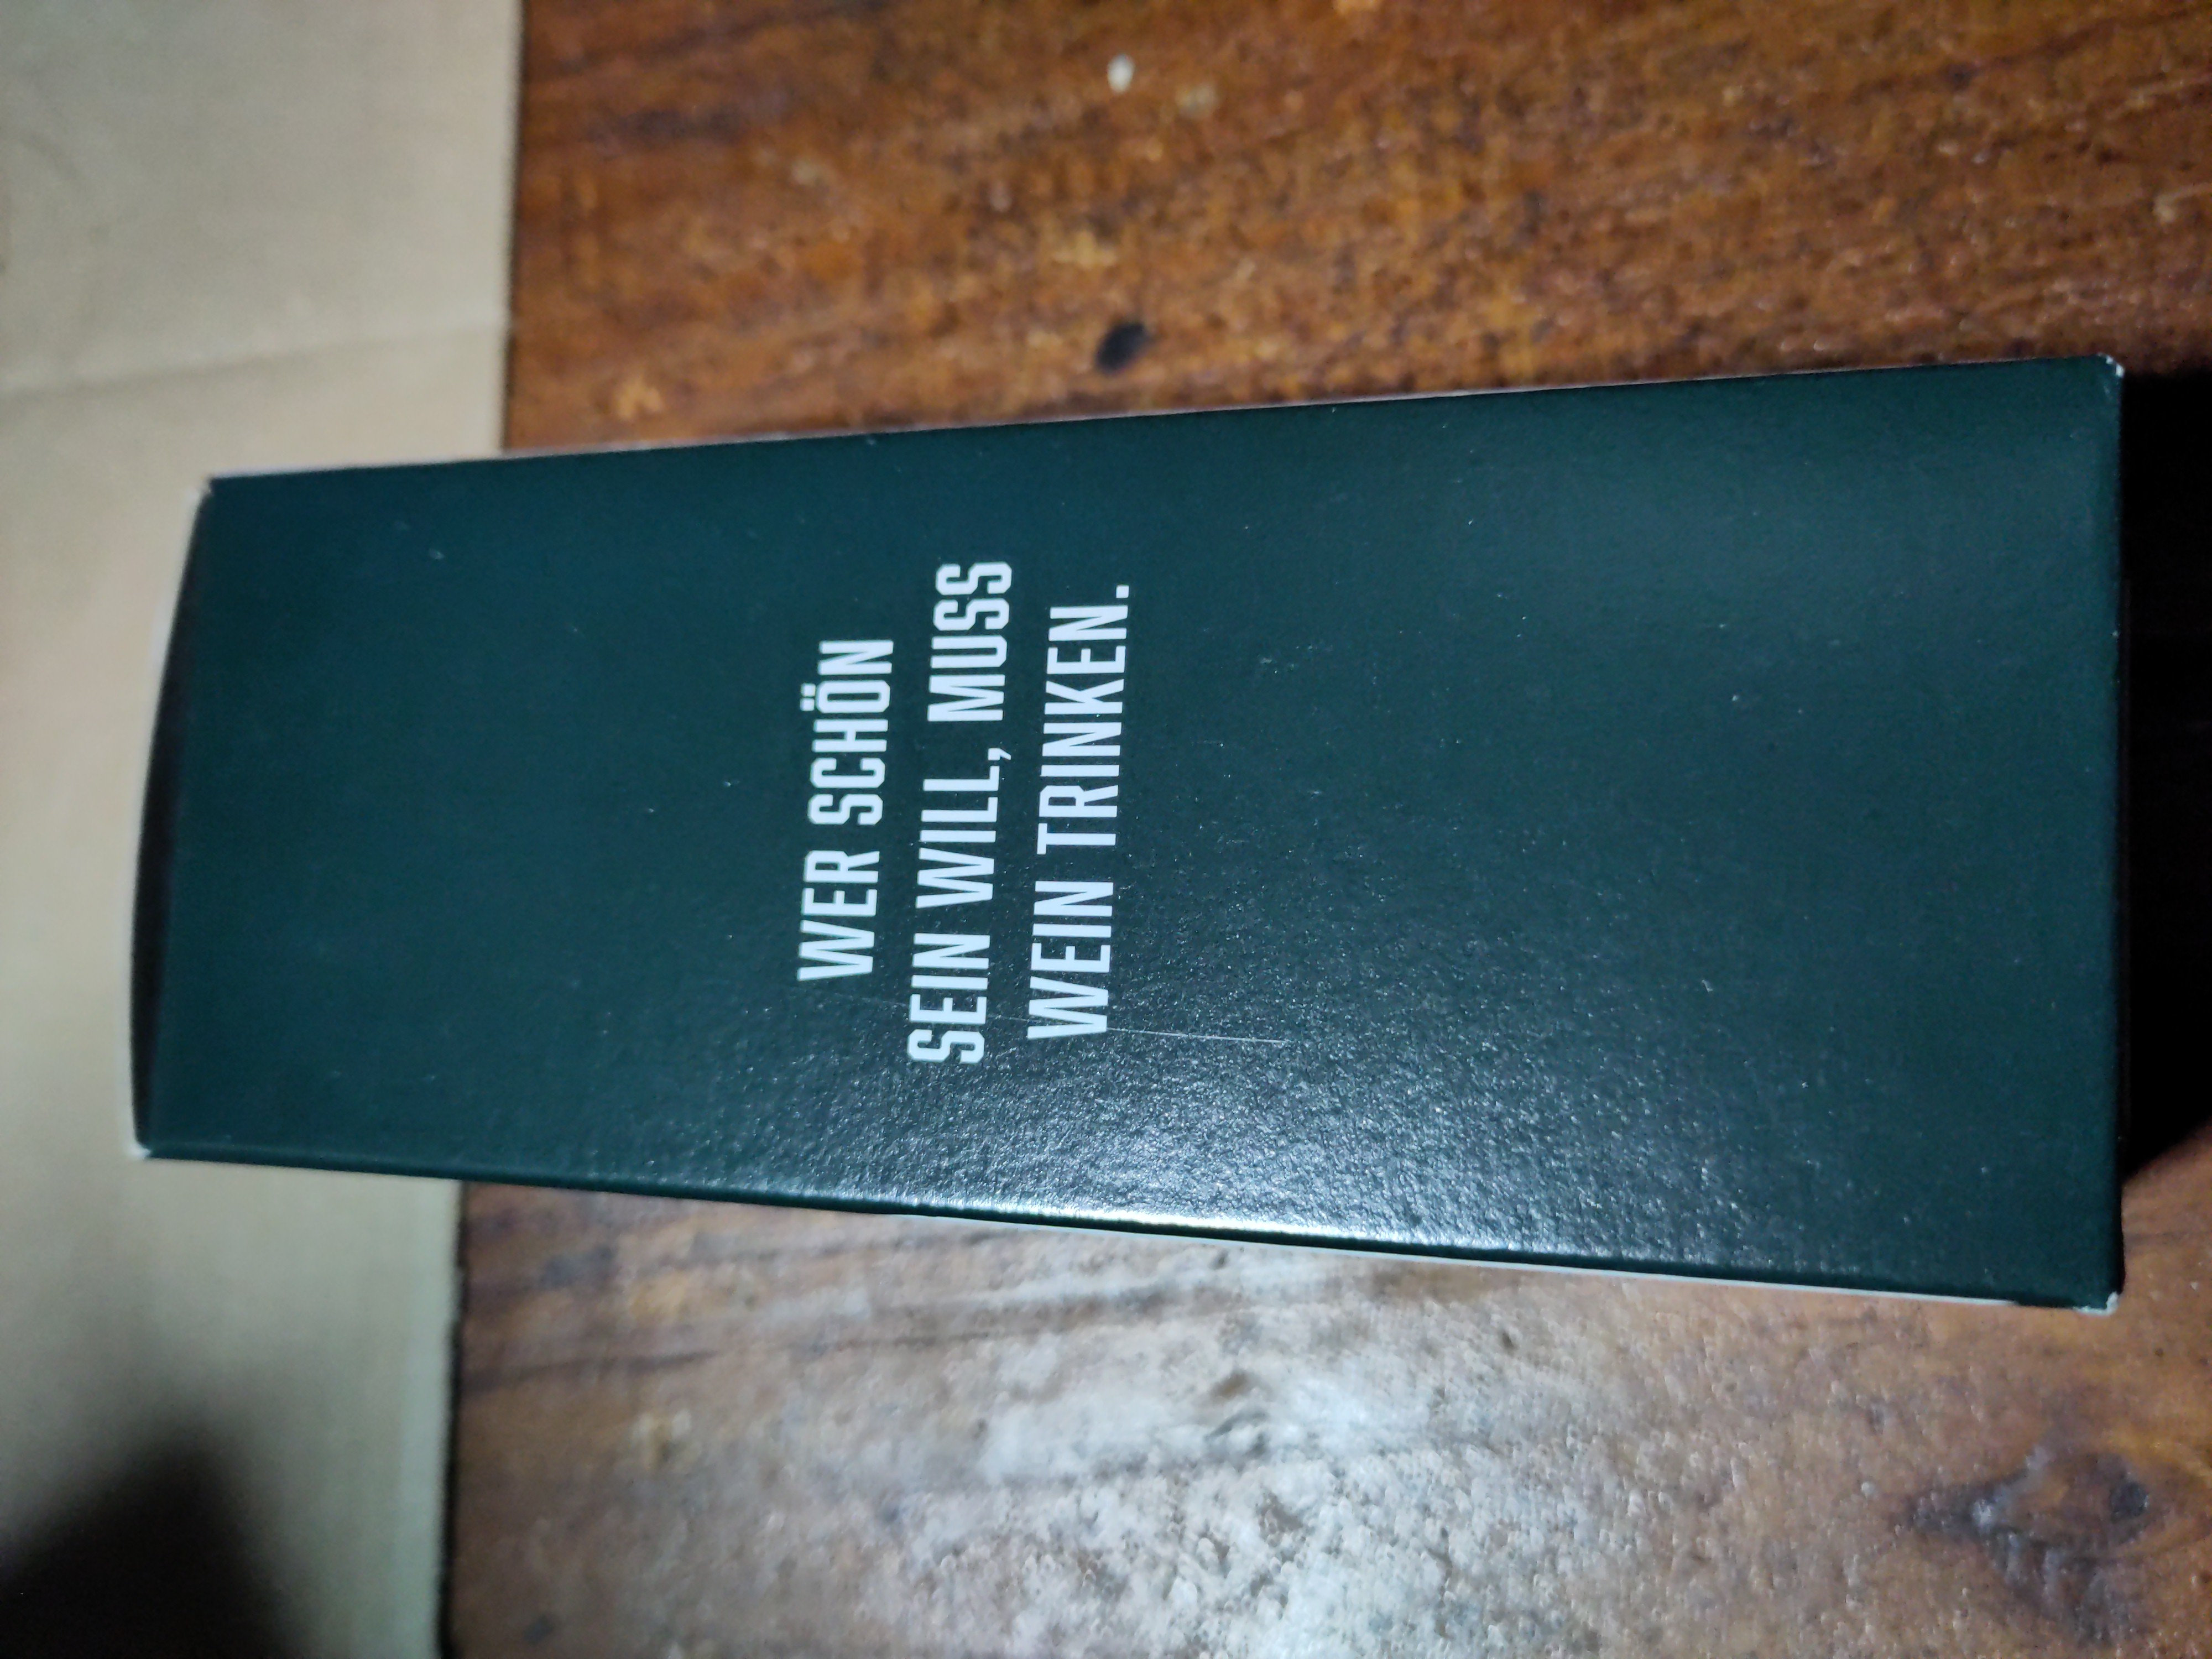 WER SCHÖN
SEIN WILL, MUSS
WEIN TRINKEN.